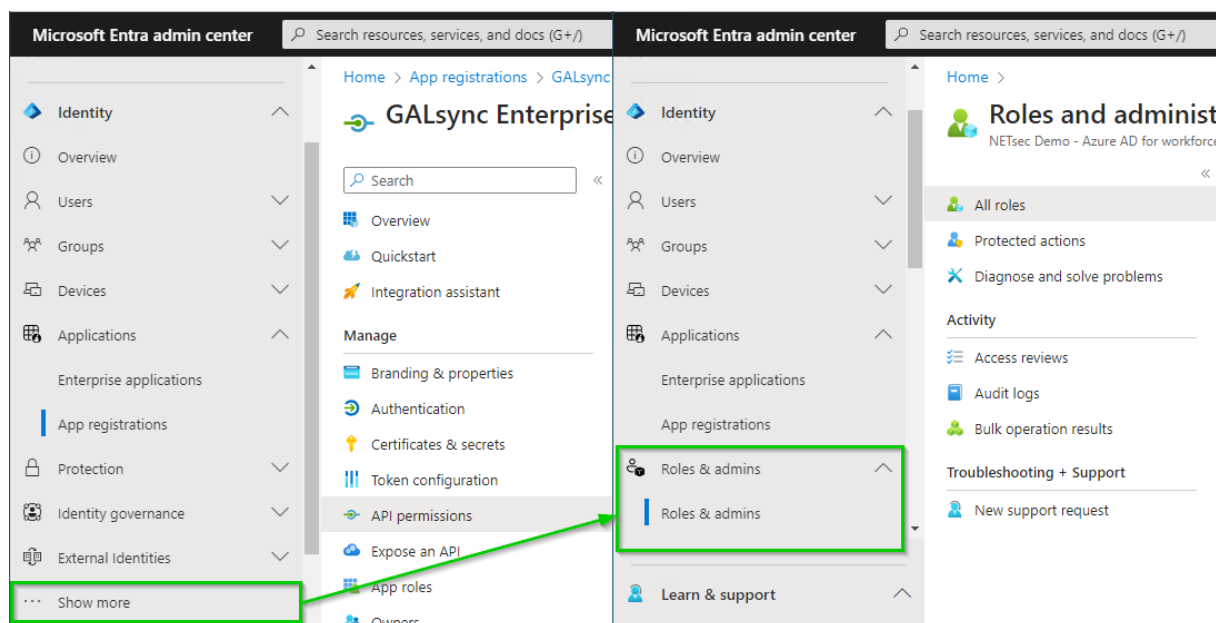 Microsoft Entra admin center
Search resources, services, and docs (G+/)
Identity
Overview
Users
Groups
Devices
Applications
Enterprise applications
App registrations
Protection
Identity governance
External Identities
··· Show more
Home > App registrations > GALsync
GALsync Enterprise
Search
«
Overview
Quickstart
Integration assistant
Manage
Branding & properties
Authentication
Certificates & secrets
Token configuration
API permissions
Expose an API
App roles
Owners
Microsoft Entra admin center
Search resources, services, and docs (G+/)
Identity
Overview
Users
Groups
Devices
Applications
Enterprise applications
App registrations
Roles & admins
Roles & admins
Learn & support
Home >
Roles and administ
NETsec Demo - Azure AD for workforce
«
All roles
Protected actions
Diagnose and solve problems
Activity
Access reviews
Audit logs
Bulk operation results
Troubleshooting + Support
New support request